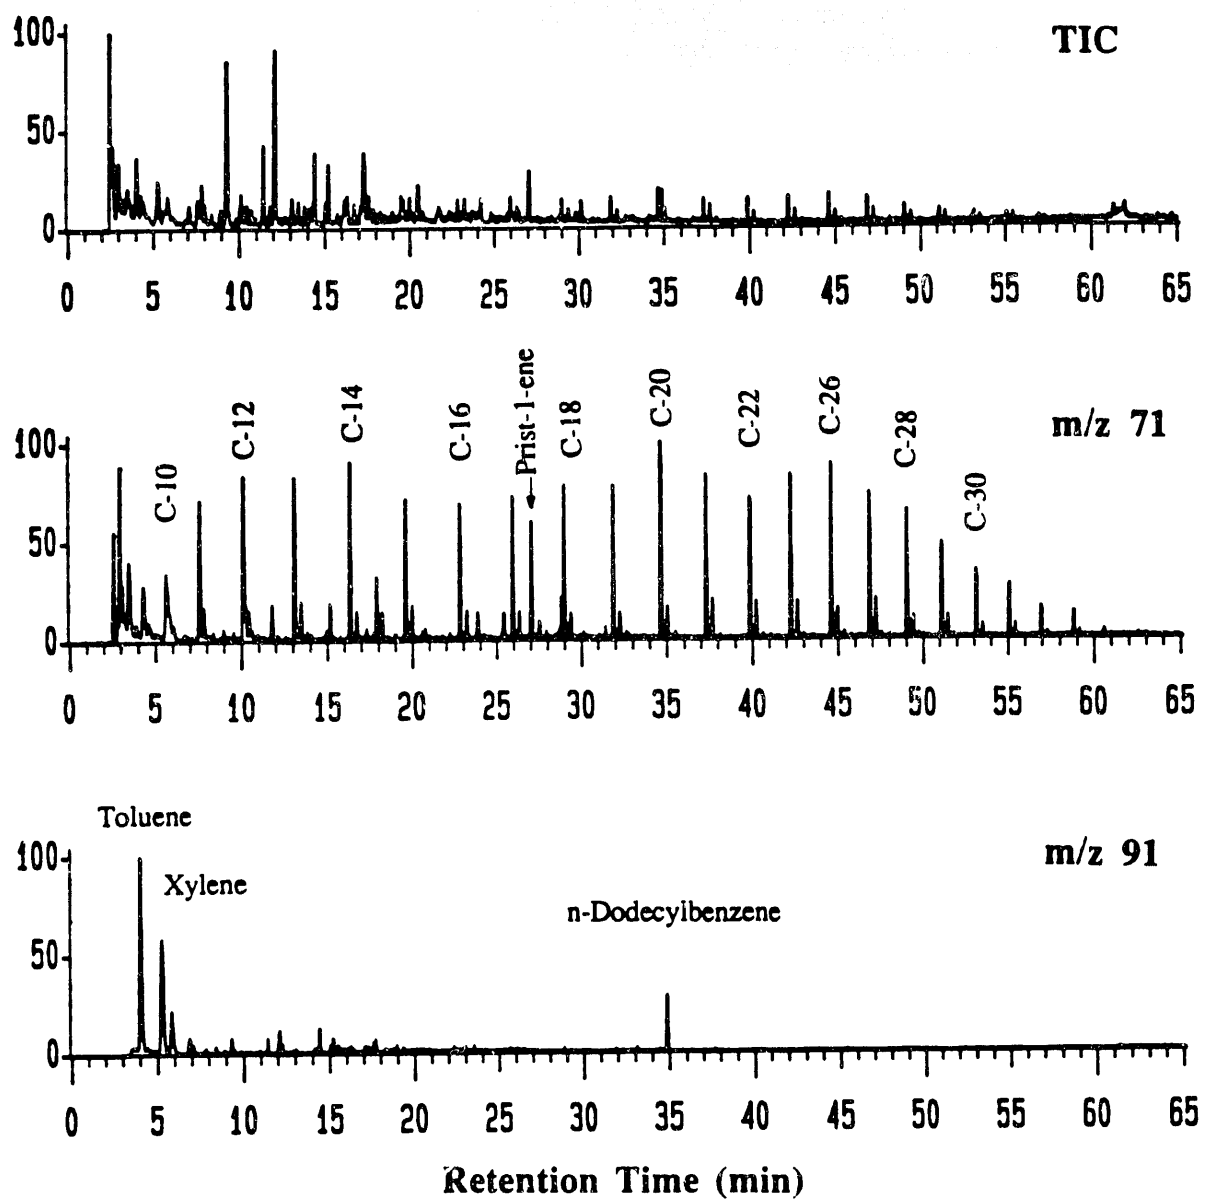 TIC
100
50
0
0 5 10 15 20 25 30 35 40 45 50 55 60 65
m/z 71
C-10
C-12
C-14
C-16
Prist-1-ene
C-18
C-20
C-22
C-26
C-28
C-30
100
50
0
0 5 10 15 20 25 30 35 40 45 50 55 60 65
m/z 91
Toluene
Xylene
n-Dodecyibenzene
100
50
0
0 5 10 15 20 25 30 35 40 45 50 55 60 65
Retention Time (min)